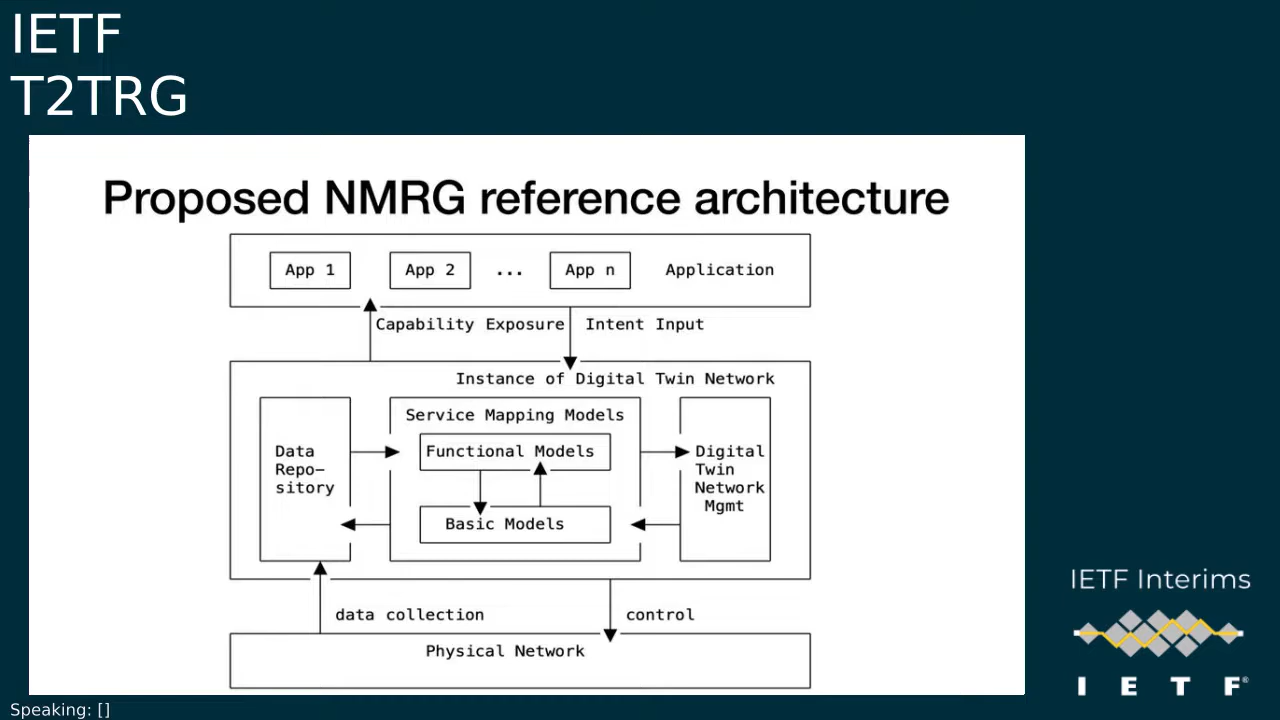 IETF
T2TRG
Proposed NMRG reference architecture
App 1 App 2 ... App n Application
Capability Exposure Intent Input
Instance of Digital Twin Network
Service Mapping Models
Data
Repo-
sitory
Functional Models
Basic Models
Digital
Twin
Network
Mgmt
data collection control
Physical Network
IETF Interims
I E T F®
Speaking: []